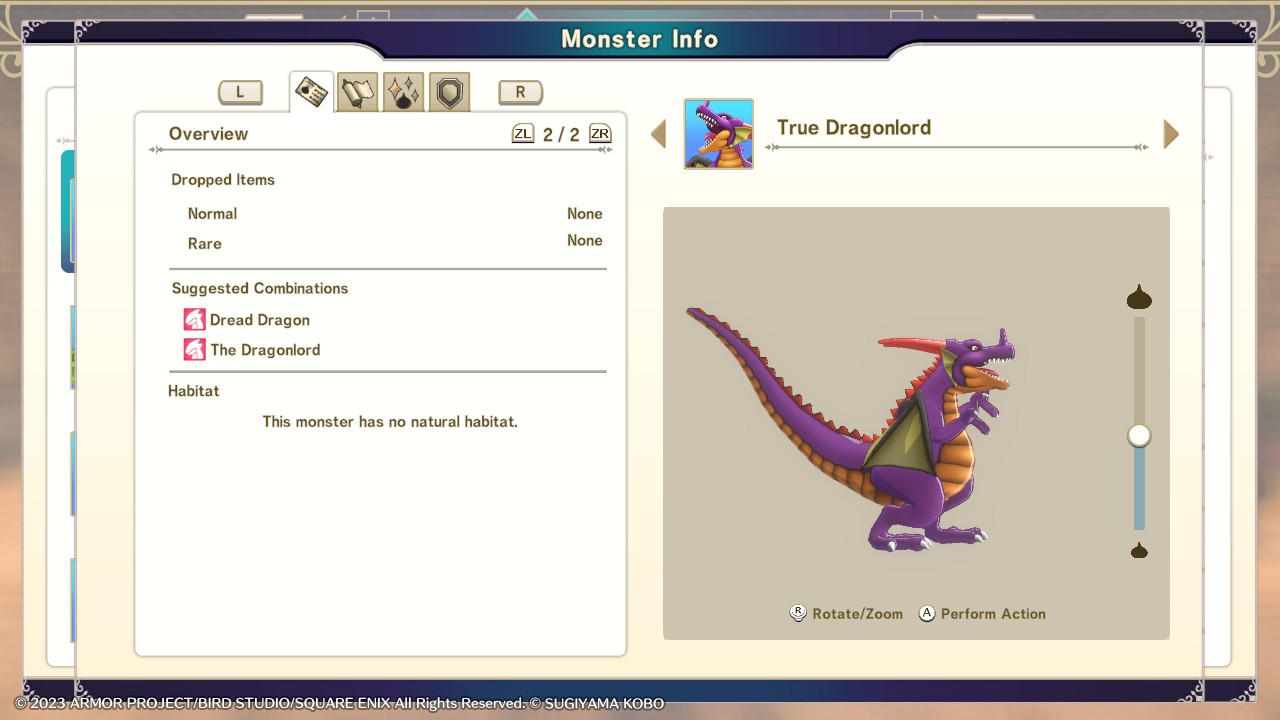 Monster Info
L
R
Overview
ZL 2 / 2 ZR
Dropped Items
Normal None
Rare None
Suggested Combinations
Dread Dragon
The Dragonlord
Habitat
This monster has no natural habitat.
True Dragonlord
R Rotate/Zoom A Perform Action
© 2023 ARMOR PROJECT/BIRD STUDIO/SQUARE ENIX All Rights Reserved. © SUGIYAMA KOBO